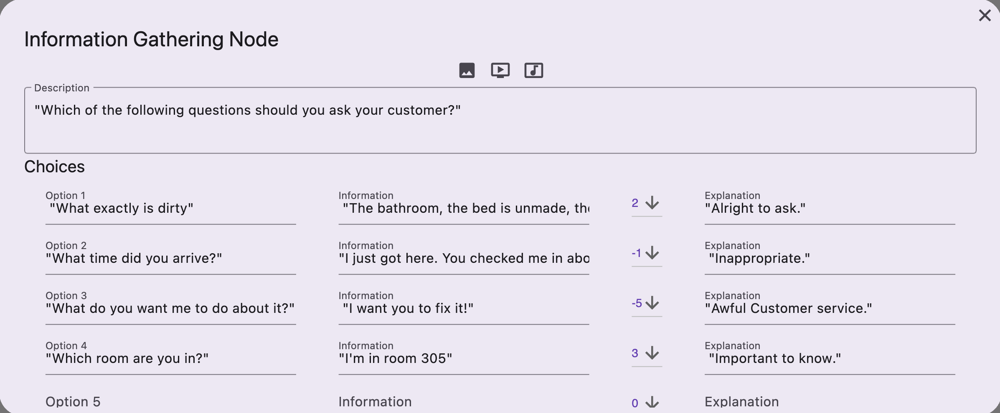 Information Gathering Node
Description
"Which of the following questions should you ask your customer?"
Choices
Option 1
"What exactly is dirty"
Information
"The bathroom, the bed is unmade,
2
Explanation
"Alright to ask."
Option 2
"What time did you arrive?"
Information
"I just got here. You checked me in
-1
Explanation
"Inappropriate."
Option 3
"What do you want me to do about it?"
Information
"I want you to fix it!"
-5
Explanation
"Awful Customer service."
Option 4
"Which room are you in?"
Information
"I'm in room 305"
3
Explanation
"Important to know."
Option 5
Information
0
Explanation